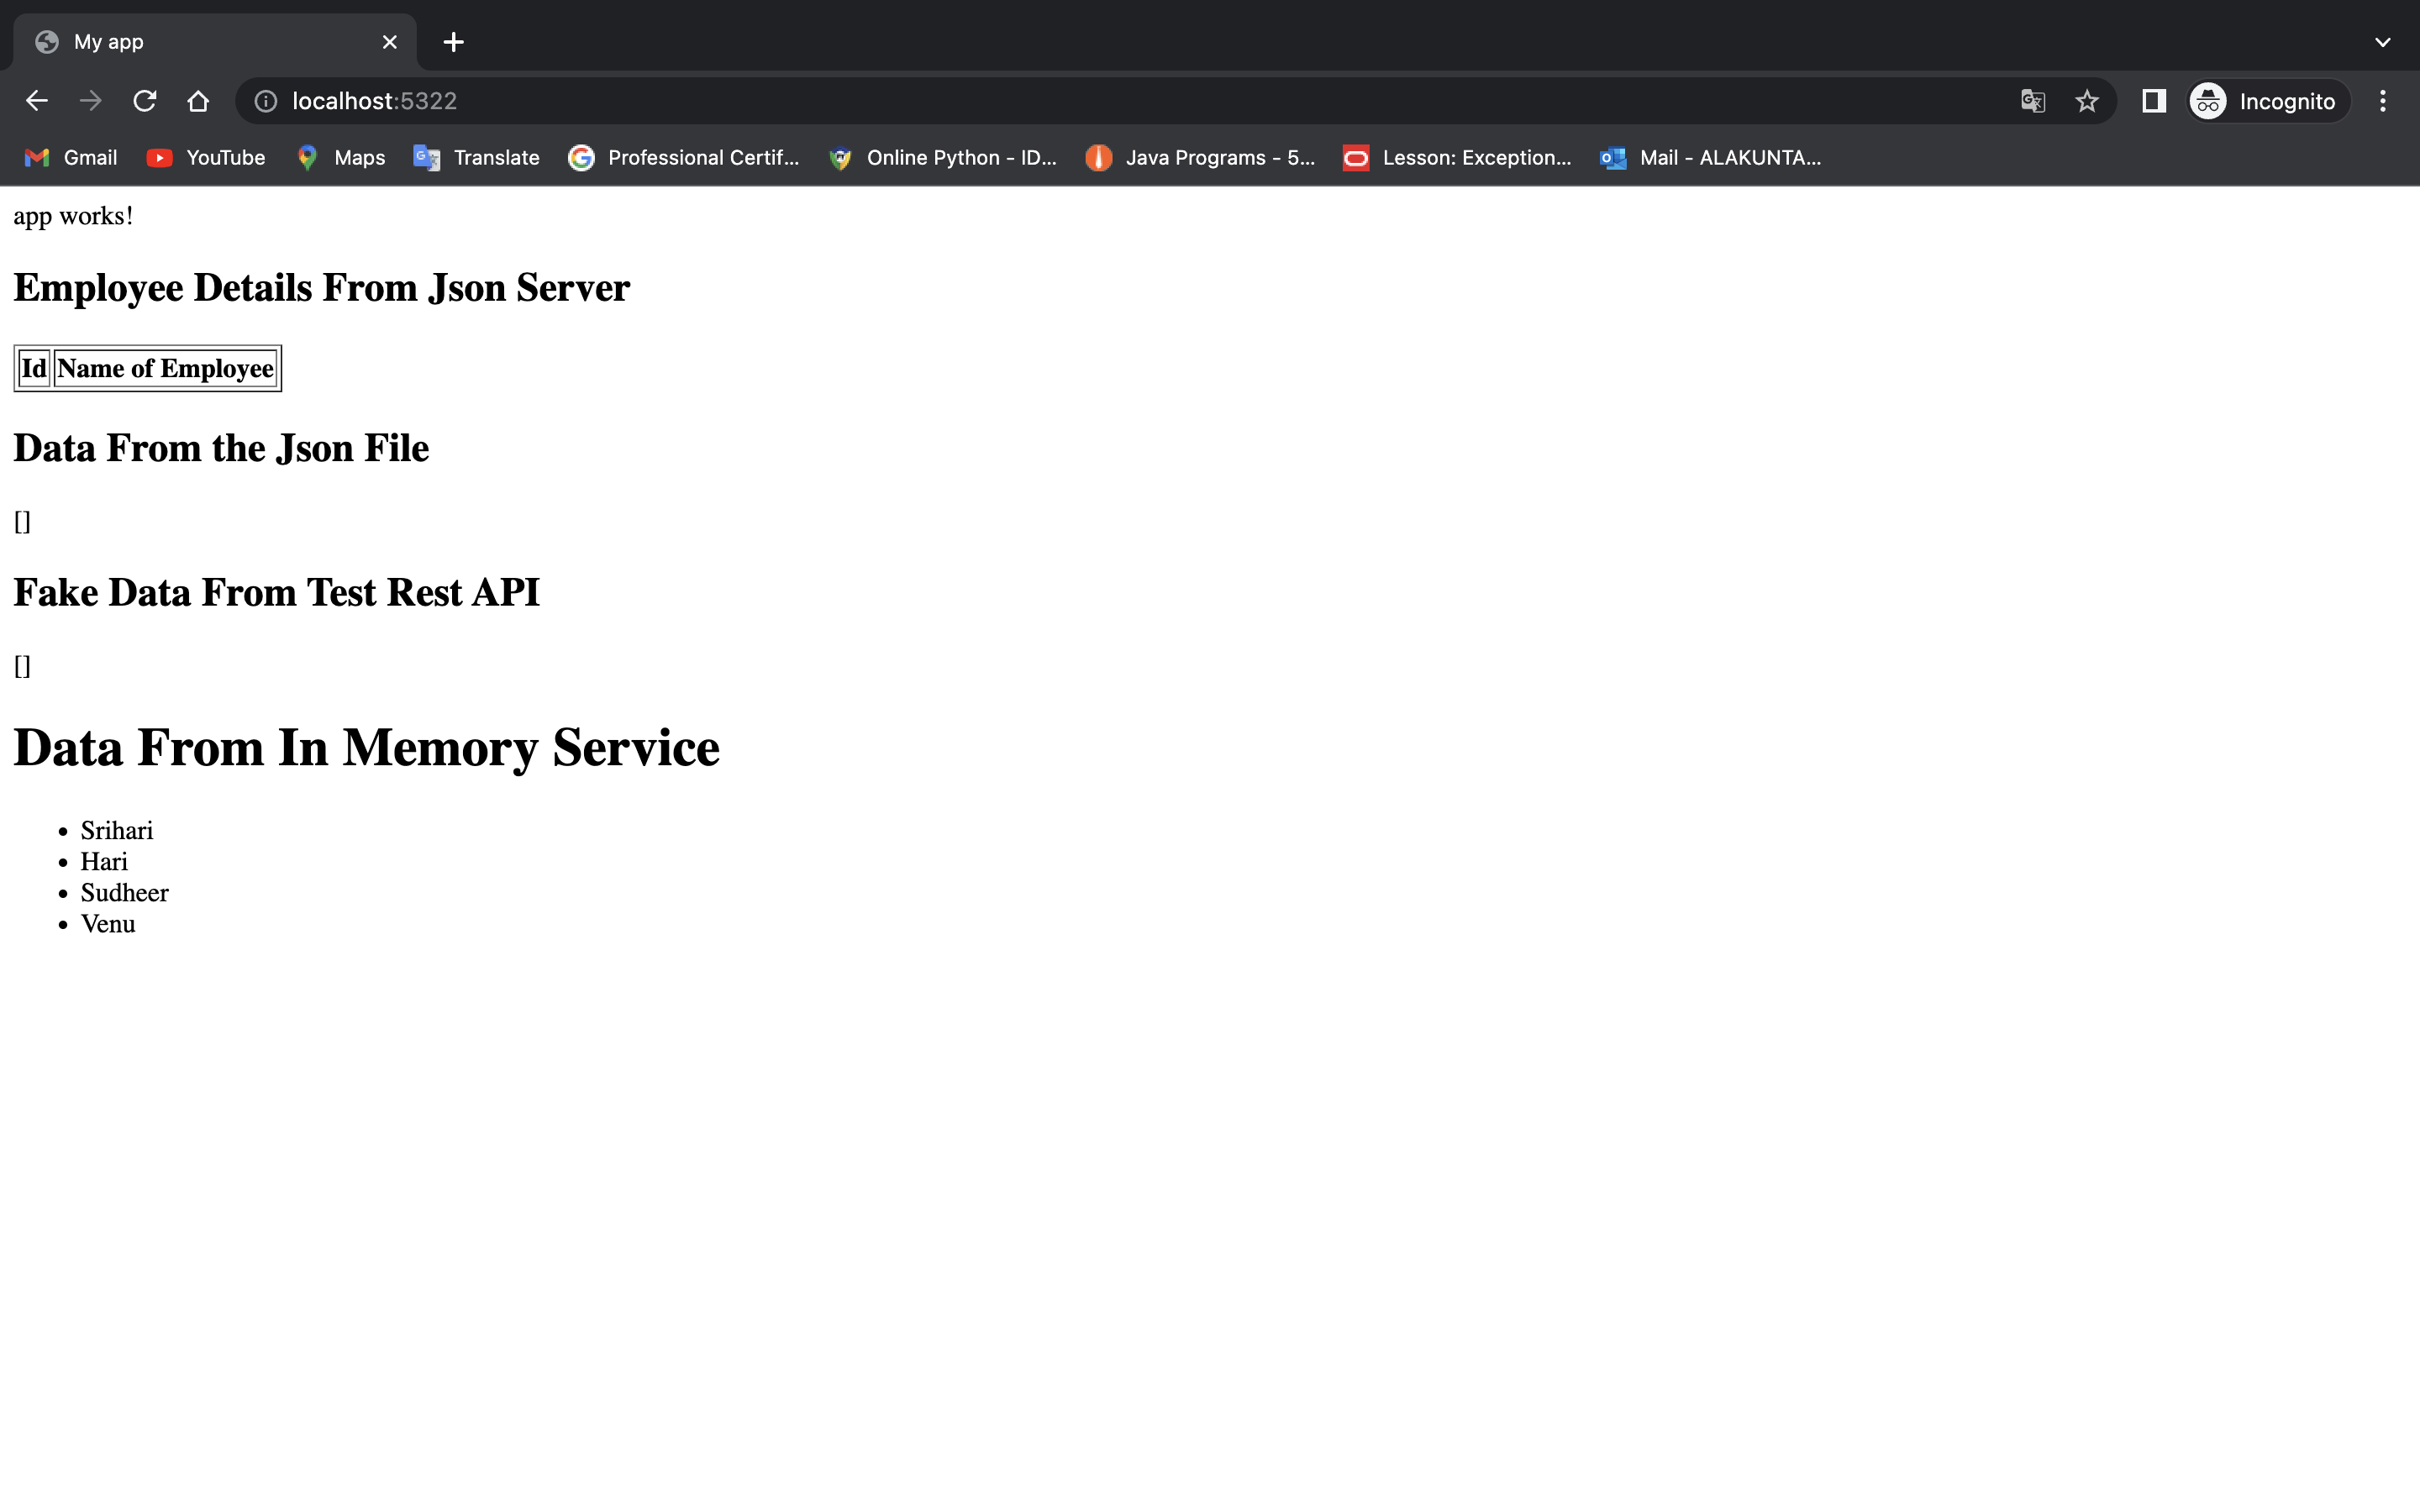 My app
localhost:5322
Incognito
Gmail YouTube Maps Translate Professional Certif... Online Python - ID... Java Programs - 5... Lesson: Exception... Mail - ALAKUNTA...
app works!
Employee Details From Json Server
Id Name of Employee
Data From the Json File
[]
Fake Data From Test Rest API
[]
Data From In Memory Service
• Srihari
• Hari
• Sudheer
• Venu